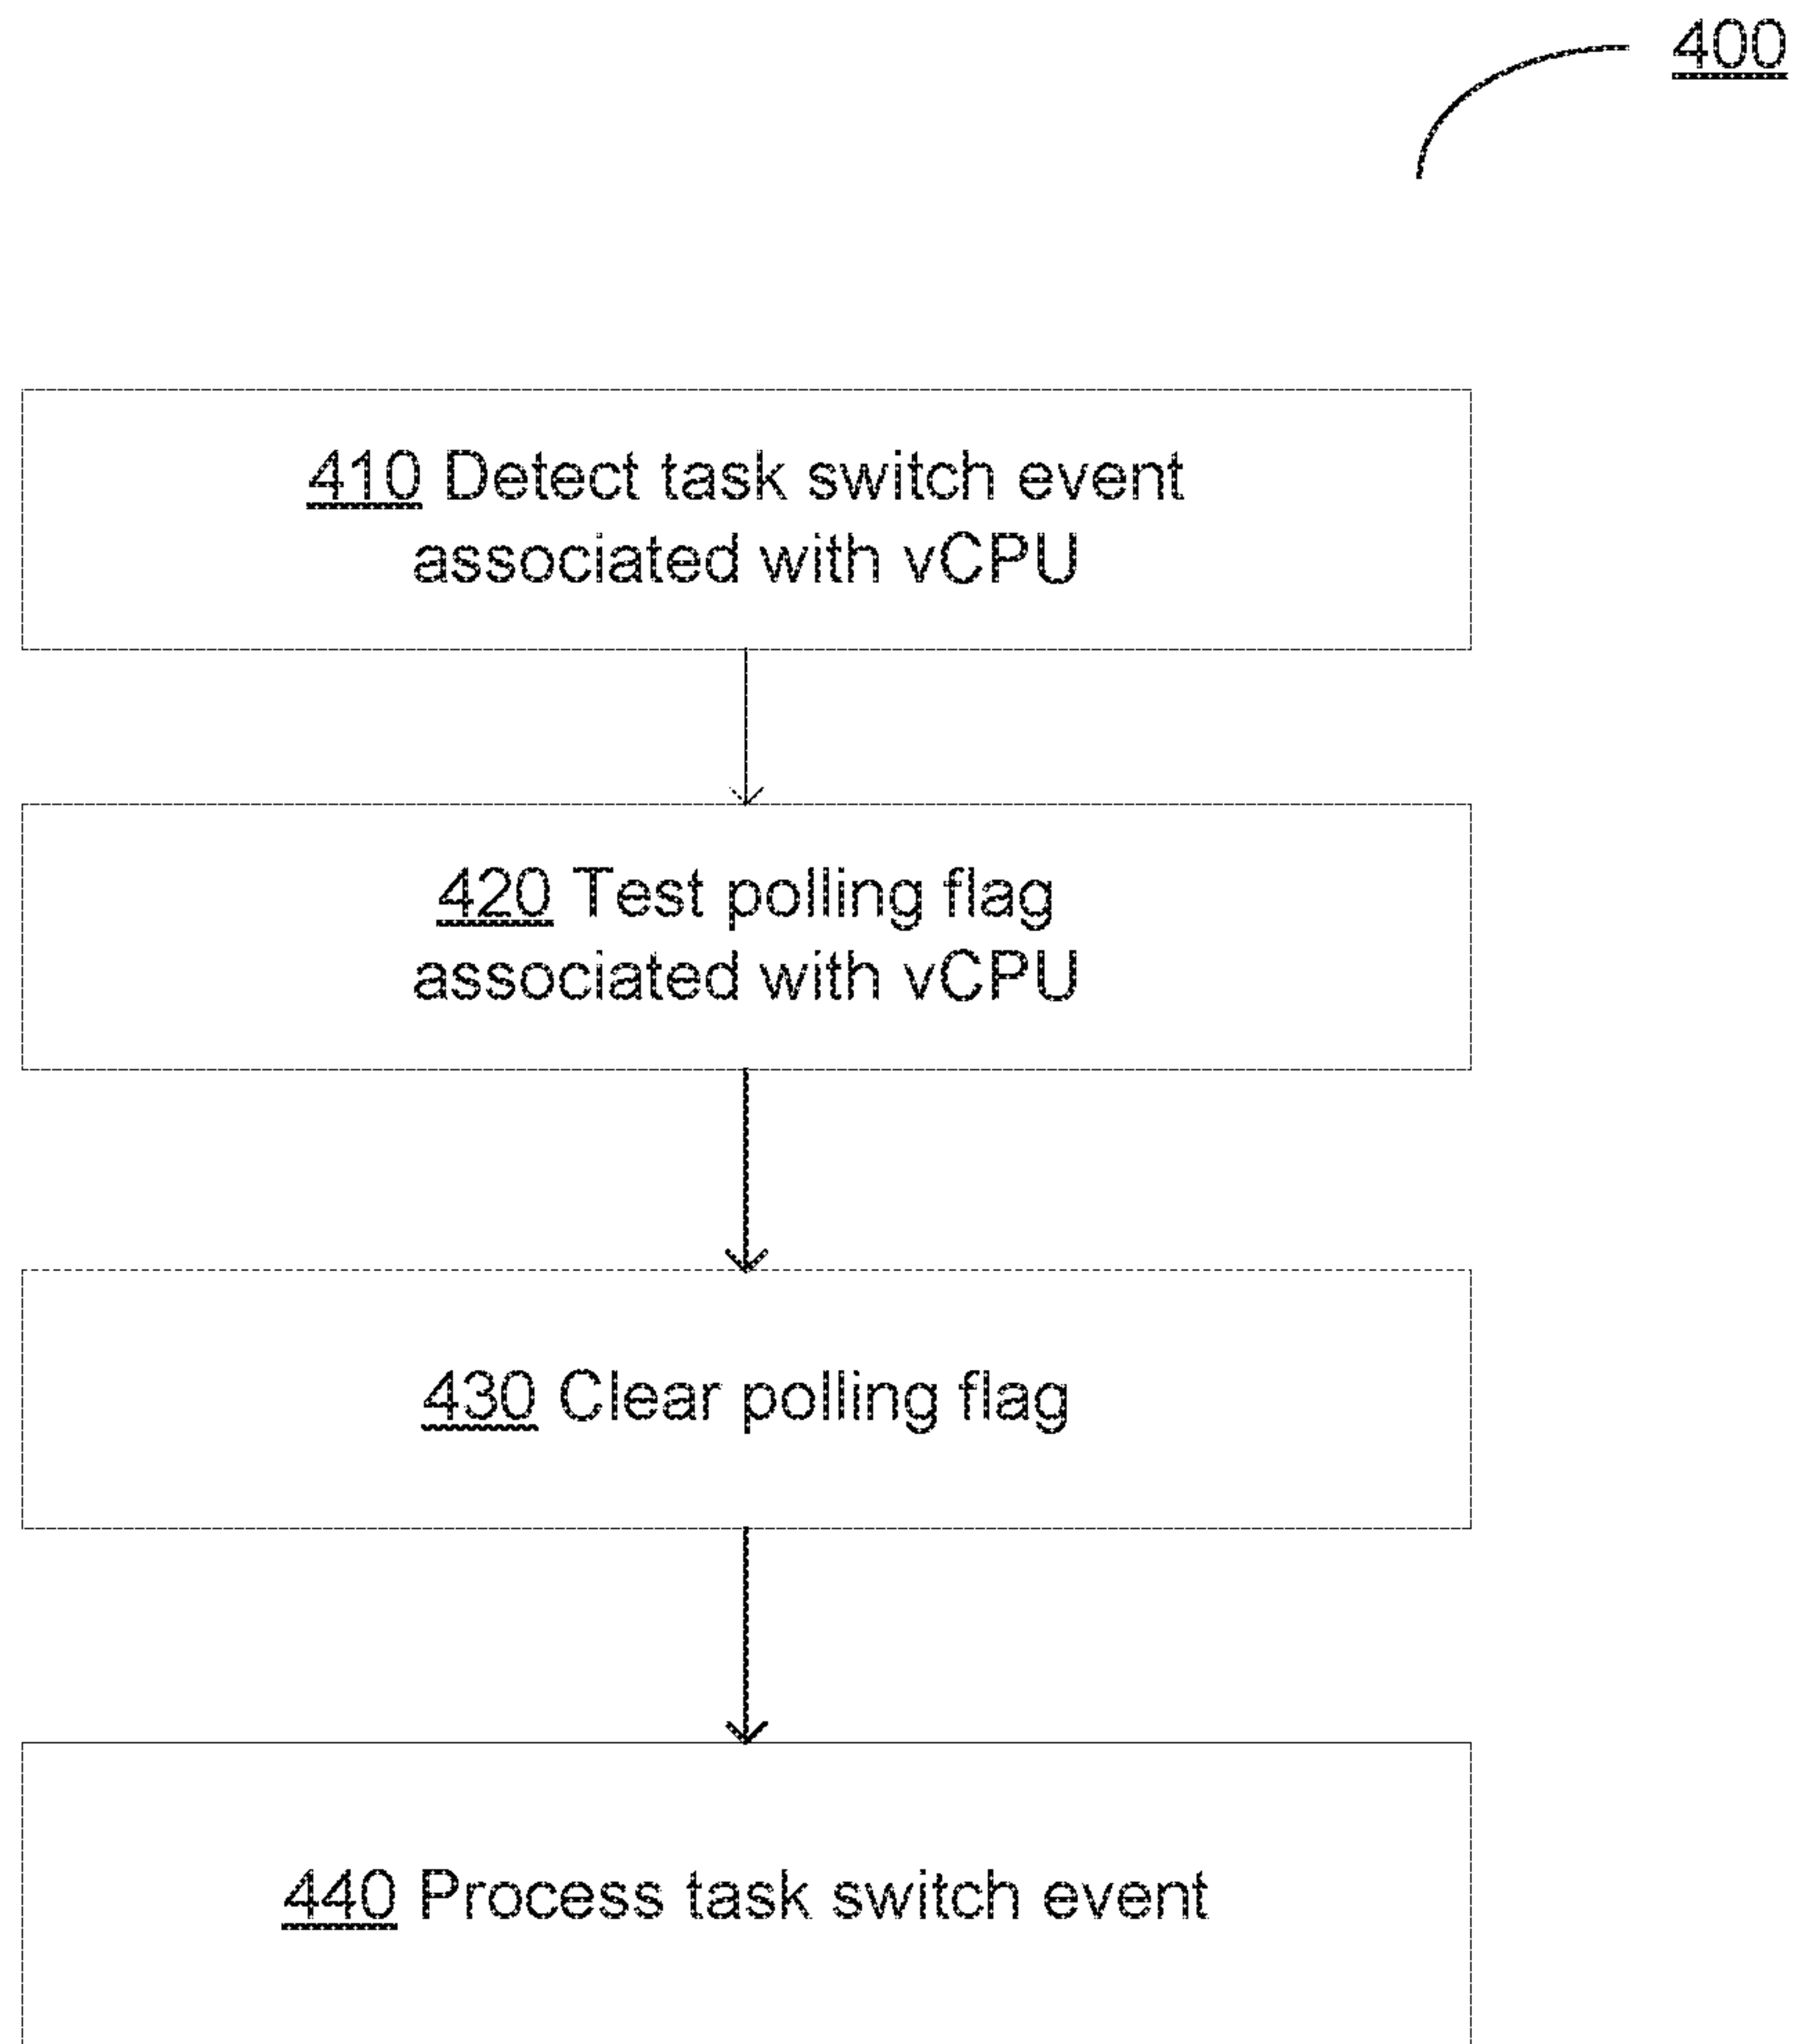 400
410 Detect task switch event
associated with vCPU
420 Test polling flag
associated with vCPU
430 Clear polling flag
440 Process task switch event